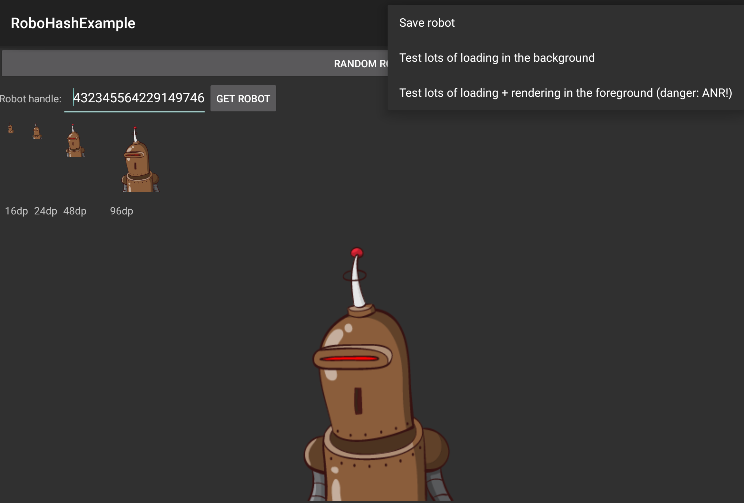 RoboHashExample
Save robot
Test lots of loading in the background
Test lots of loading + rendering in the foreground (danger: ANR!)
RANDOM
Robot handle:
432345564229149746
GET ROBOT
16dp 24dp 48dp 96dp